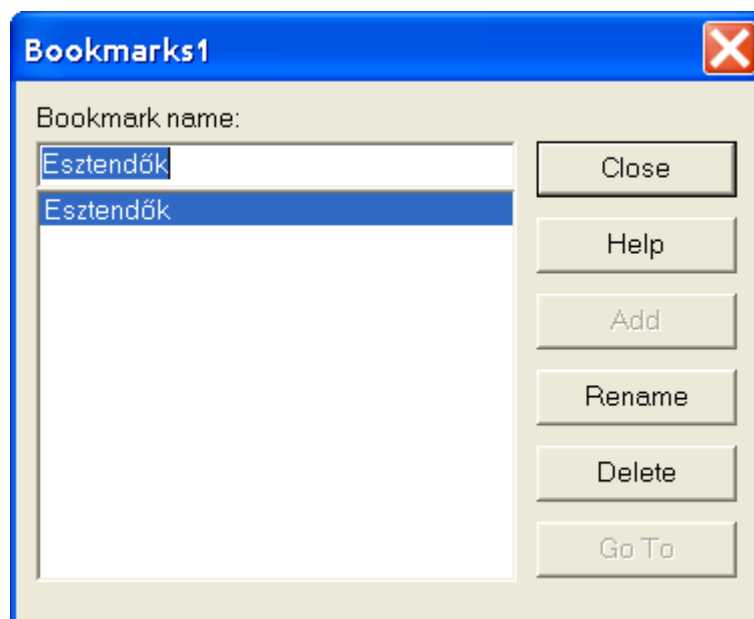 Bookmarks1
Bookmark name:
Esztendők
Esztendők
Close
Help
Add
Rename
Delete
Go To